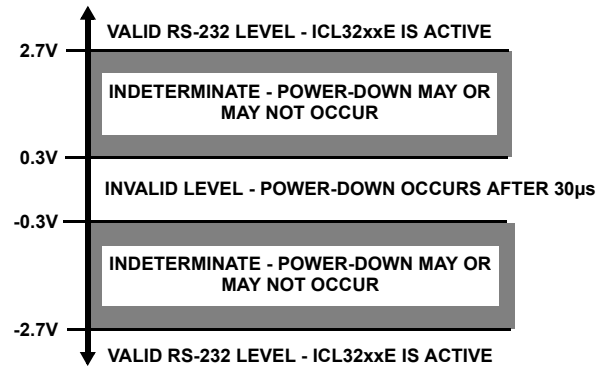 VALID RS-232 LEVEL - ICL32xxE IS ACTIVE
2.7V
INDETERMINATE - POWER-DOWN MAY OR
MAY NOT OCCUR
0.3V
INVALID LEVEL - POWER-DOWN OCCURS AFTER 30µs
-0.3V
INDETERMINATE - POWER-DOWN MAY OR
MAY NOT OCCUR
-2.7V
VALID RS-232 LEVEL - ICL32xxE IS ACTIVE